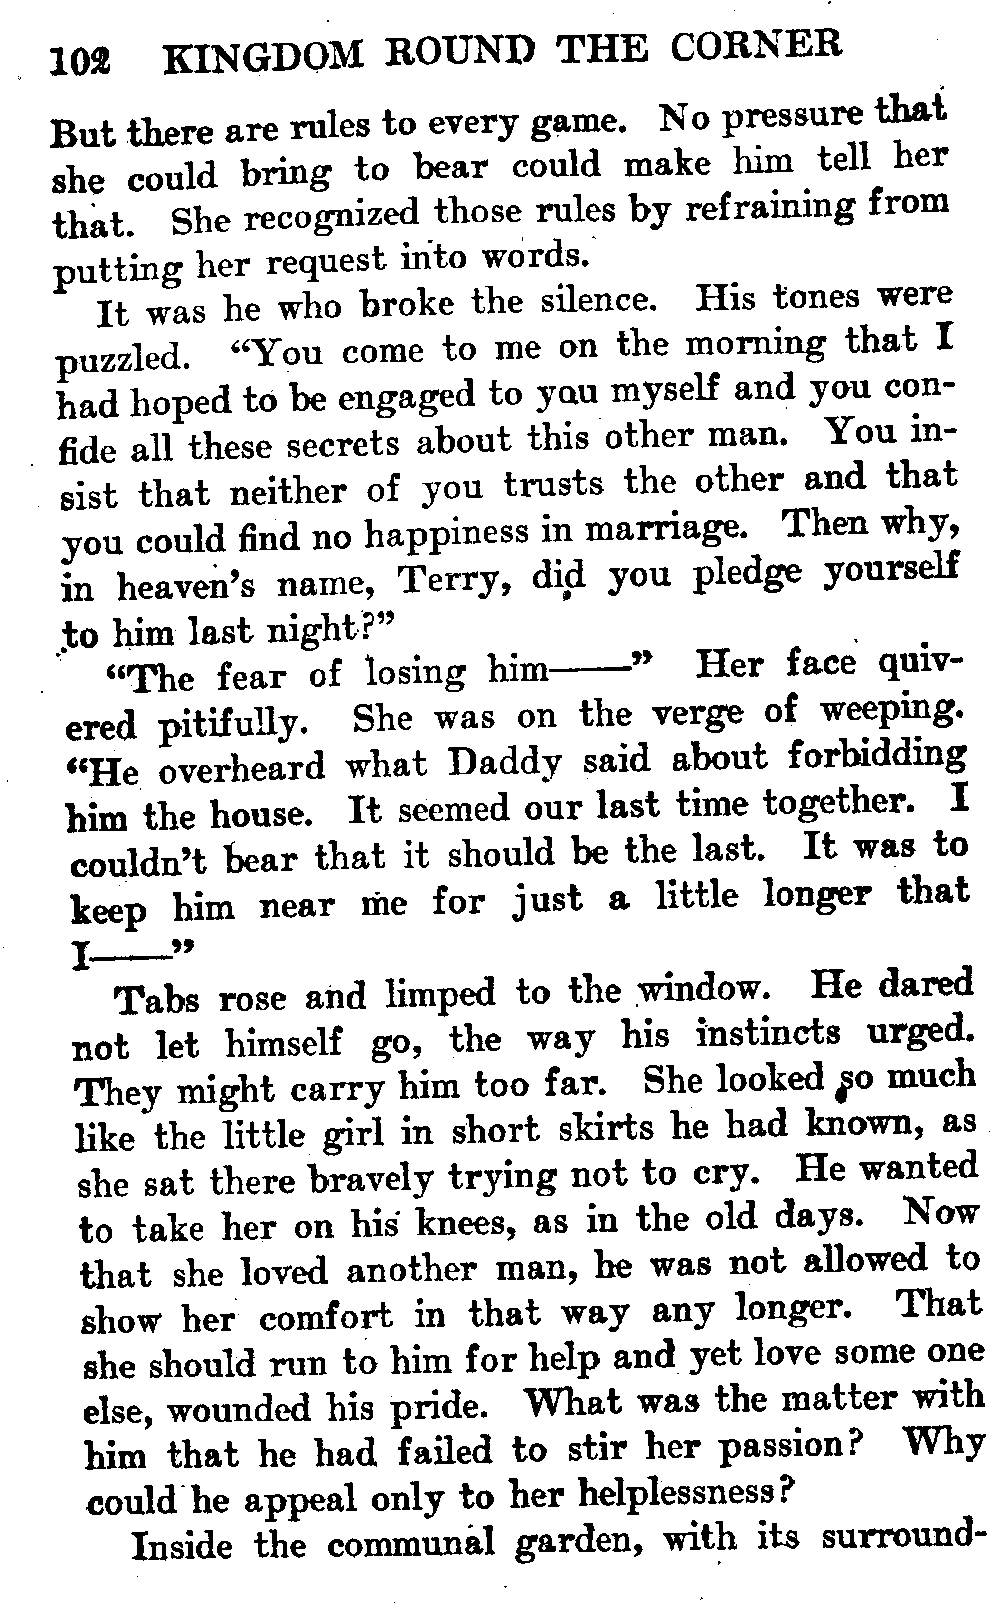 102 KINGDOM ROUND THE CORNER
But there are rules to every game. No pressure that
she could bring to bear could make him tell her
that. She recognized those rules by refraining from
putting her request into words.
It was he who broke the silence. His tones were
puzzled. “You come to me on the morning that I
had hoped to be engaged to you myself and you con-
fide all these secrets about this other man. You in-
sist that neither of you trusts the other and that
you could find no happiness in marriage. Then why,
in heaven’s name, Terry, did you pledge yourself
to him last night?”
“The fear of losing him——” Her face quiv-
ered pitifully. She was on the verge of weeping.
“He overheard what Daddy said about forbidding
him the house. It seemed our last time together. I
couldn’t bear that it should be the last. It was to
keep him near me for just a little longer that
I——”
Tabs rose and limped to the window. He dared
not let himself go, the way his instincts urged.
They might carry him too far. She looked so much
like the little girl in short skirts he had known, as
she sat there bravely trying not to cry. He wanted
to take her on his knees, as in the old days. Now
that she loved another man, he was not allowed to
show her comfort in that way any longer. That
she should run to him for help and yet love some one
else, wounded his pride. What was the matter with
him that he had failed to stir her passion? Why
could he appeal only to her helplessness?
Inside the communal garden, with its surround-